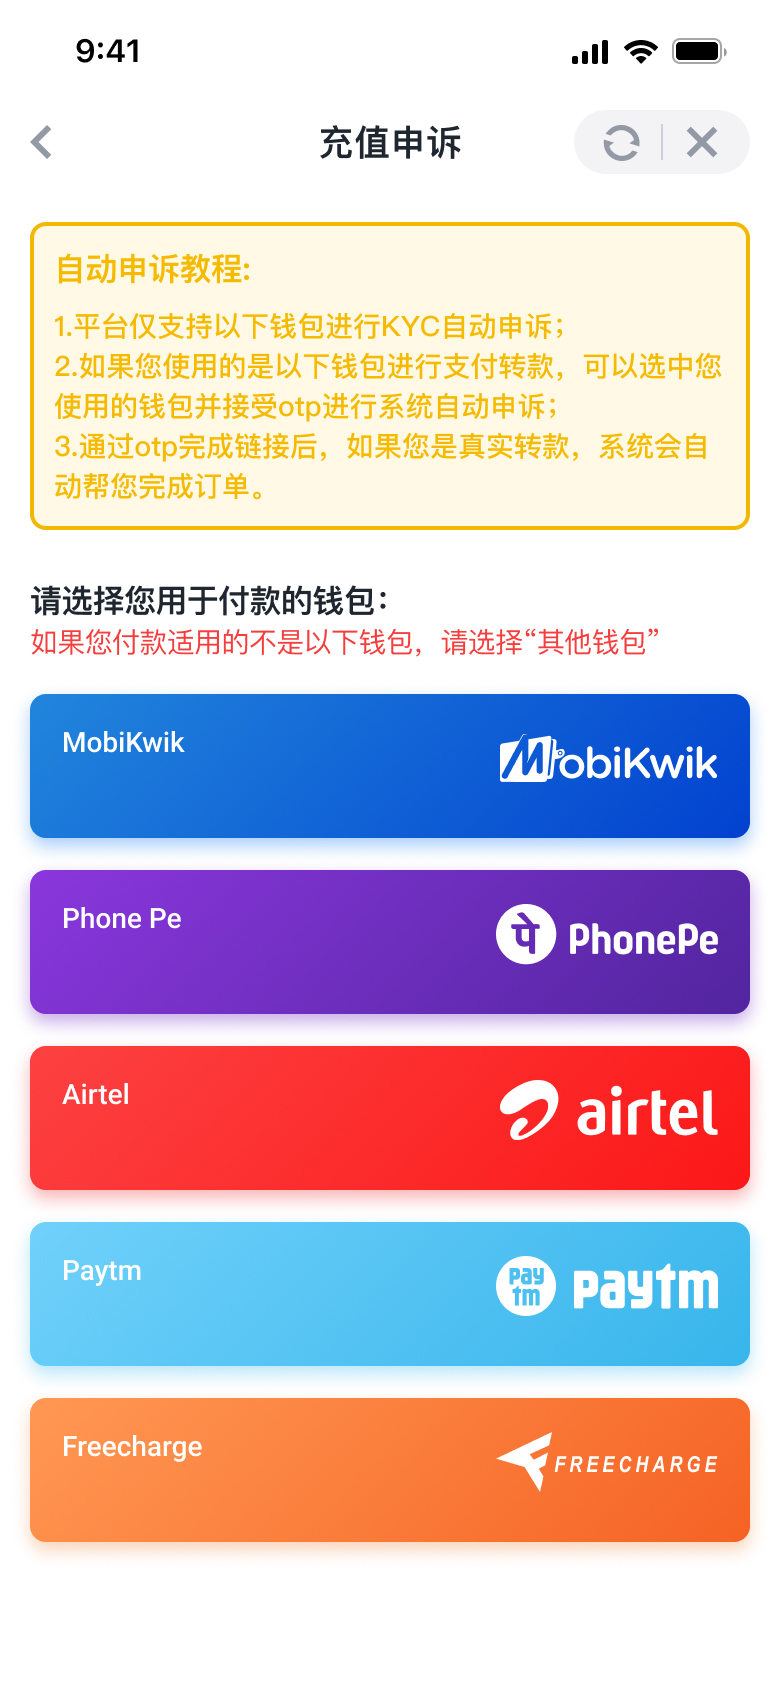 9:41
充值申诉
自动申诉教程:
1.平台仅支持以下钱包进行KYC自动申诉；
2.如果您使用的是以下钱包进行支付转款，可以选中您
使用的钱包并接受otp进行系统自动申诉；
3.通过otp完成链接后，如果您是真实转款，系统会自
动帮您完成订单。
请选择您用于付款的钱包：
如果您付款适用的不是以下钱包，请选择“其他钱包”
MobiKwik
MobiKwik
Phone Pe
पे PhonePe
Airtel
airtel
Paytm
pay
tm
paytm
Freecharge
FREECHARGE